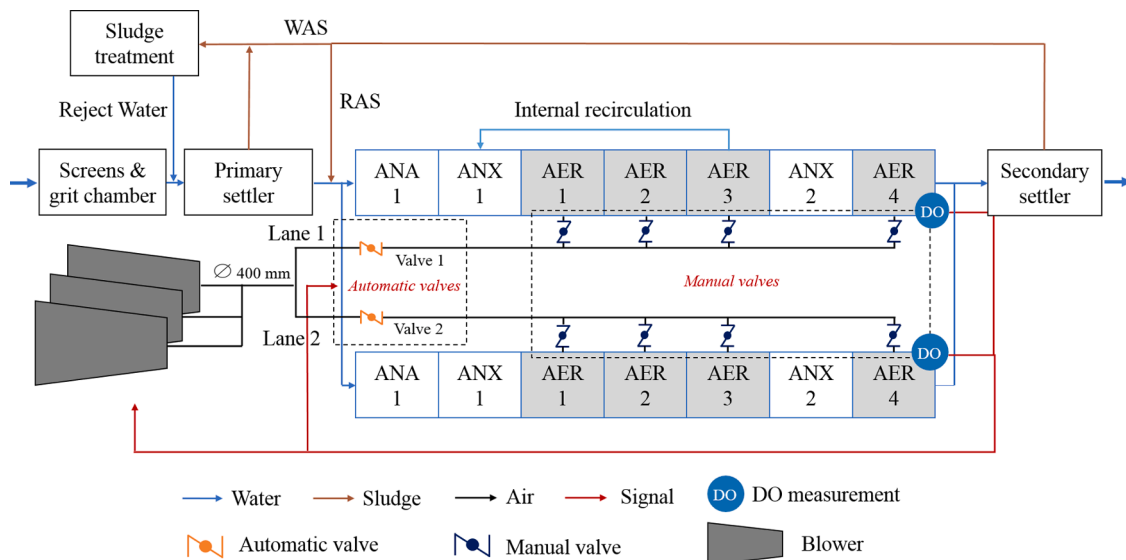 Sludge
treatment
WAS
Reject Water
RAS
Internal recirculation
Screens &
grit chamber
Primary
settler
ANA
1
ANX
1
AER
1
AER
2
AER
3
ANX
2
AER
4
Secondary
settler
DO
Lane 1
Valve 1
∅ 400 mm
Automatic valves
Manual valves
Lane 2
Valve 2
DO
ANA
1
ANX
1
AER
1
AER
2
AER
3
ANX
2
AER
4
Water
Sludge
Air
Signal
DO
DO measurement
Automatic valve
Manual valve
Blower